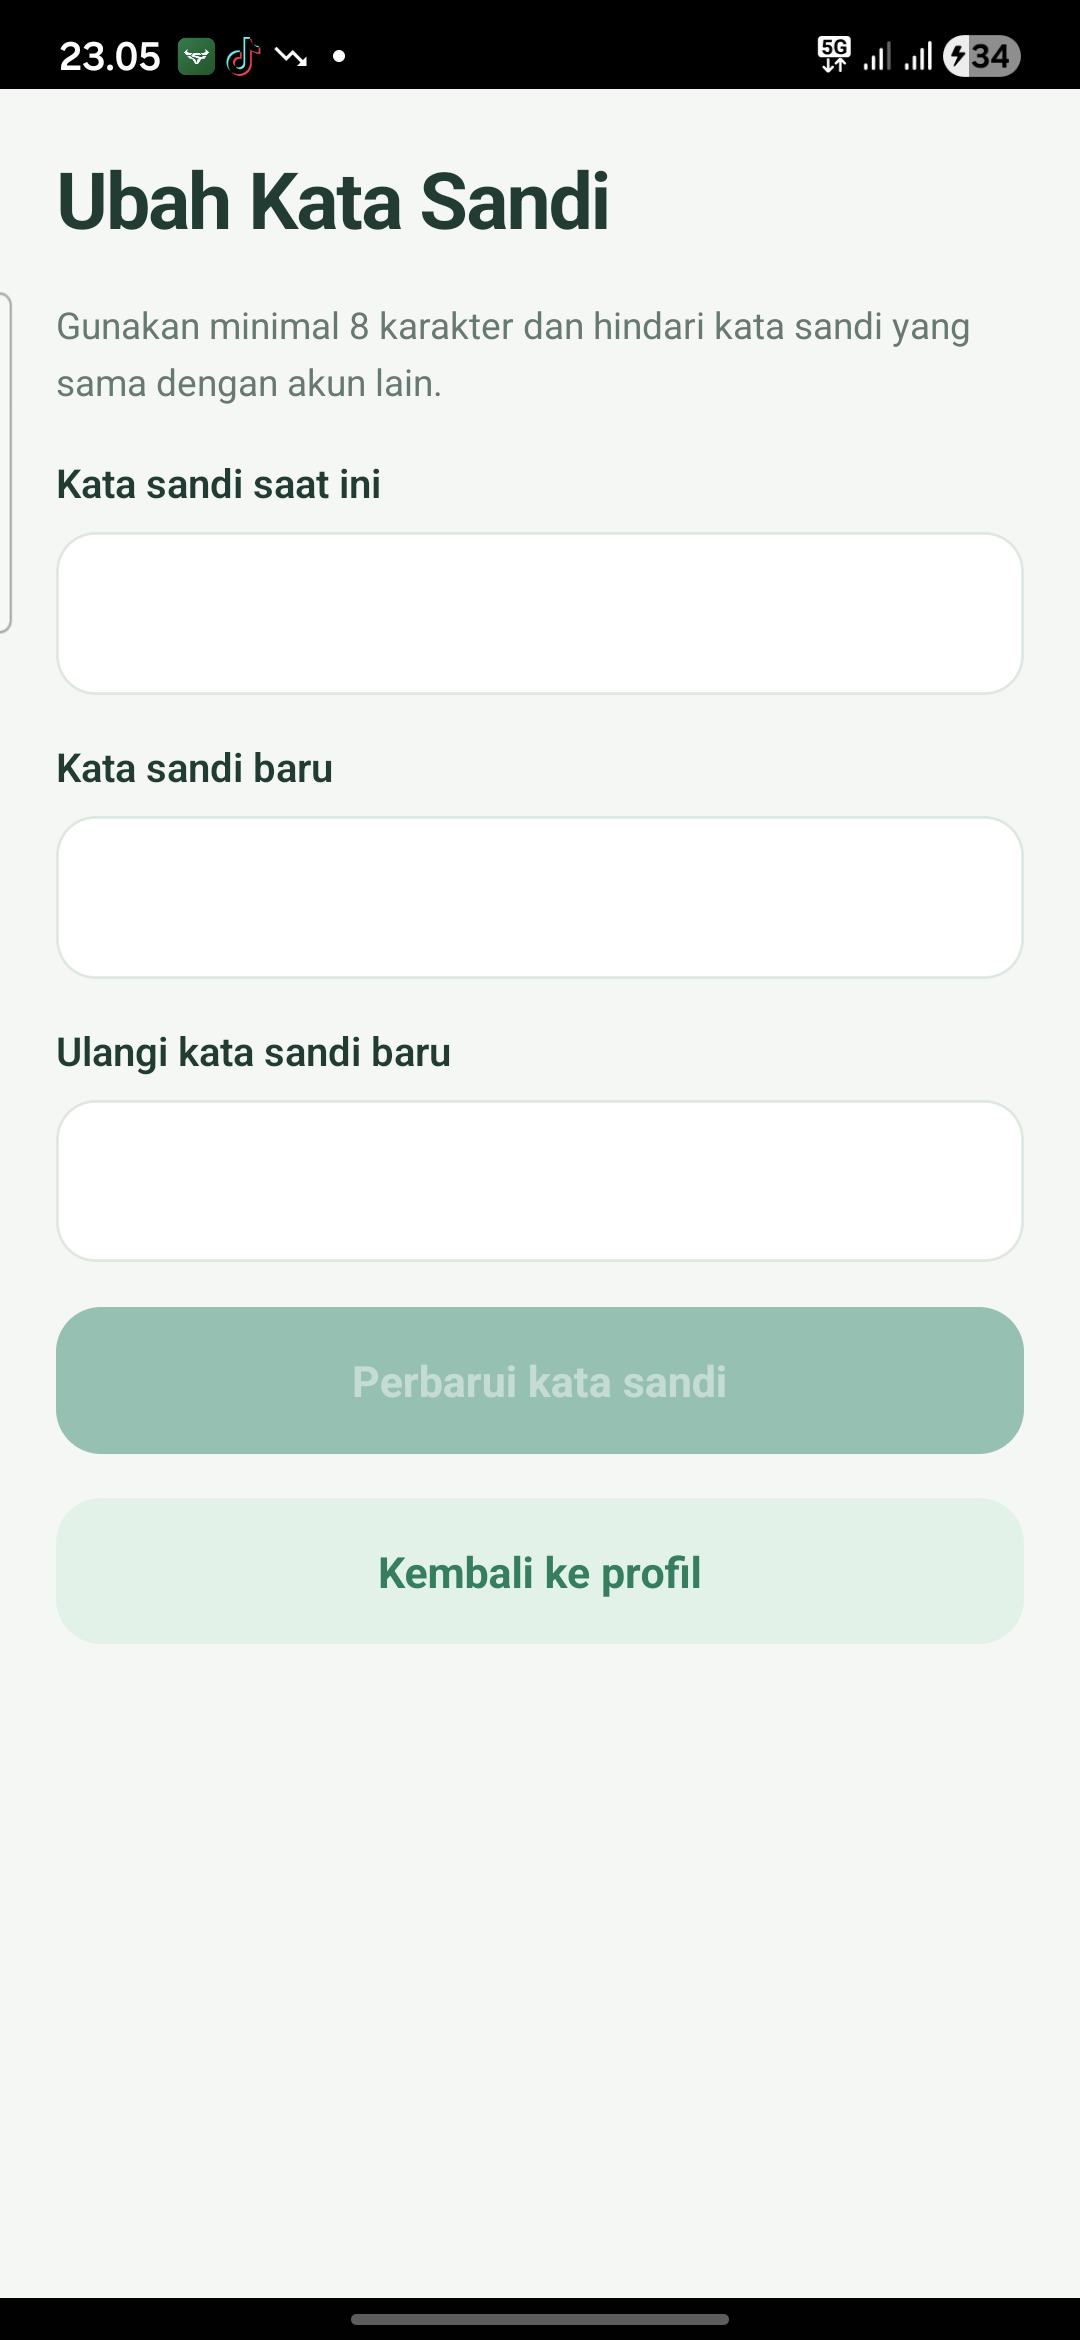 23.05
5G
34
Ubah Kata Sandi
Gunakan minimal 8 karakter dan hindari kata sandi yang
sama dengan akun lain.
Kata sandi saat ini
Kata sandi baru
Ulangi kata sandi baru
Perbarui kata sandi
Kembali ke profil